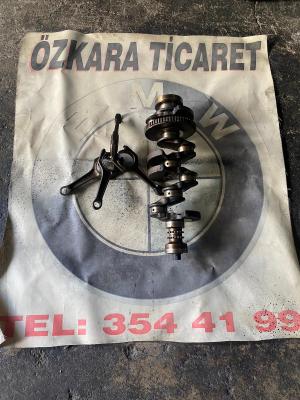 ÖZKARA TİCARET
M W
TEL: 354 41 99